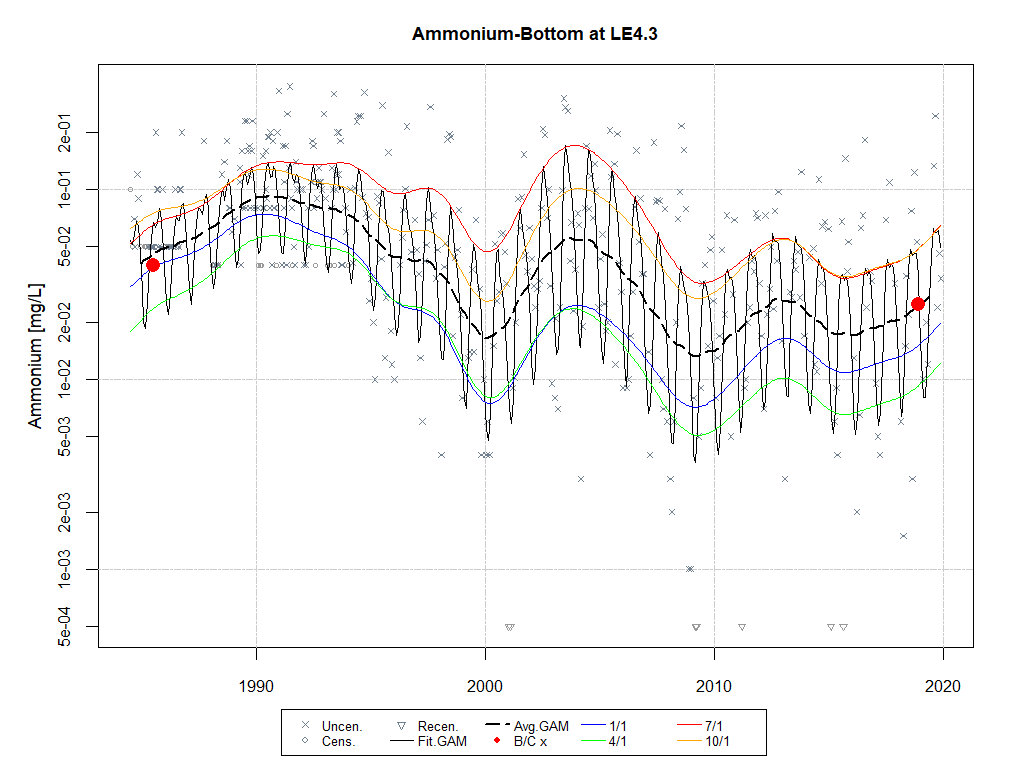 Ammonium-Bottom at LE4.3
Ammonium [mg/L]
2e-01
1e-01
5e-02
2e-02
1e-02
5e-03
2e-03
1e-03
5e-04
1990 2000 2010 2020
Uncen. Recen. Avg.GAM 1/1 7/1
Cens. Fit.GAM B/C x 4/1 10/1